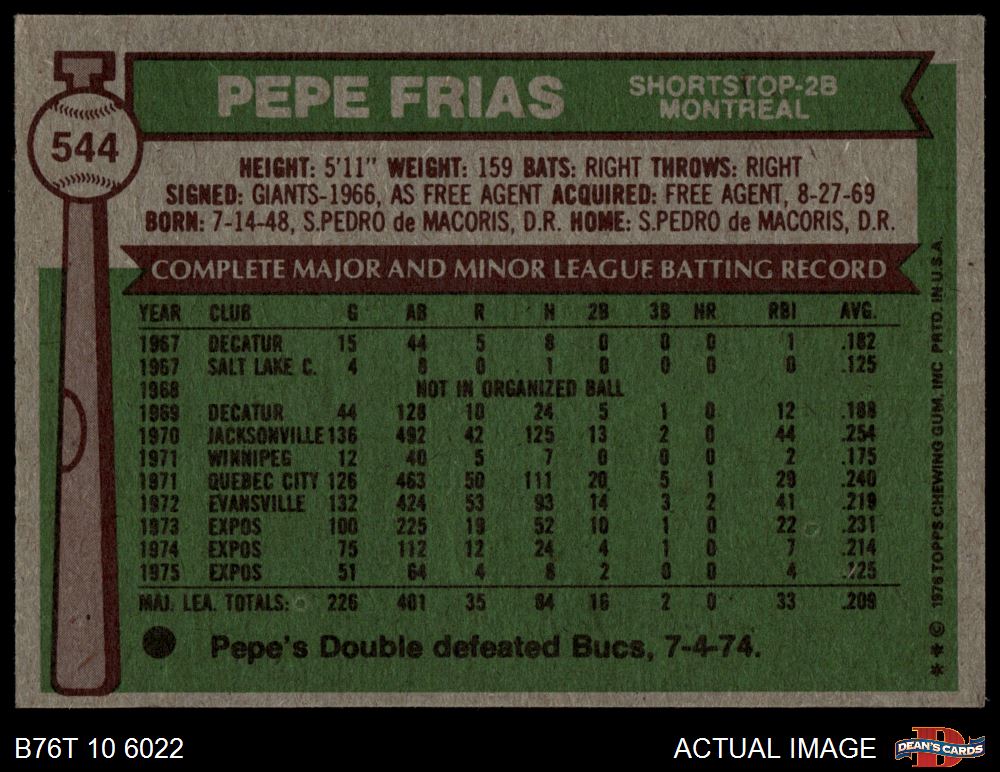 544
PEPE FRIAS
SHORTSTOP-2B
MONTREAL
HEIGHT: 5'11" WEIGHT: 159 BATS: RIGHT THROWS: RIGHT
SIGNED: GIANTS-1966, AS FREE AGENT ACQUIRED: FREE AGENT, 8-27-69
BORN: 7-14-48, S.PEDRO de MACORIS, D.R. HOME: S.PEDRO de MACORIS, D.R.
COMPLETE MAJOR AND MINOR LEAGUE BATTING RECORD
YEAR CLUB G AB R H 2B 3B HR RBI AVG.
1967 DECATUR 15 44 5 8 0 0 0 1 .182
1967 SALT LAKE C. 4 8 0 1 0 0 0 0 .125
1968 NOT IN ORGANIZED BALL
1969 DECATUR 44 128 10 24 5 1 0 12 .188
1970 JACKSONVILLE 136 492 42 125 13 2 0 44 .254
1971 WINNIPEG 12 40 5 7 0 0 0 2 .175
1971 QUEBEC CITY 126 463 50 111 20 5 1 29 .240
1972 EVANSVILLE 132 424 53 93 14 3 2 41 .219
1973 EXPOS 100 225 19 52 10 1 0 22 .231
1974 EXPOS 75 112 12 24 4 1 0 7 .214
1975 EXPOS 51 64 4 8 2 0 0 4 .125
MAJ. LEA. TOTALS: 226 401 35 84 16 2 0 33 .209
Pepe's Double defeated Bucs, 7-4-74.
** © 1976 TOPPS CHEWING GUM, INC PRTD. IN U.S.A.
B76T 10 6022
ACTUAL IMAGE
DEAN'S CARDS